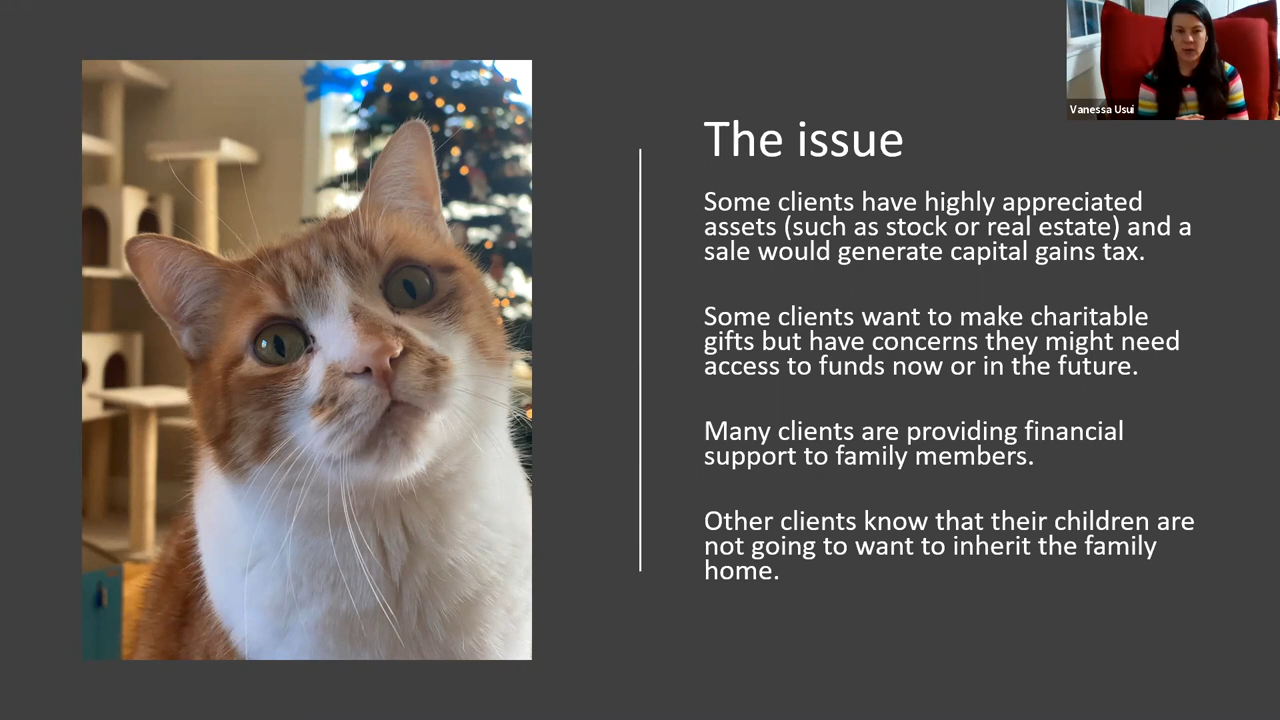 Vanessa Usui
The issue
Some clients have highly appreciated
assets (such as stock or real estate) and a
sale would generate capital gains tax.
Some clients want to make charitable
gifts but have concerns they might need
access to funds now or in the future.
Many clients are providing financial
support to family members.
Other clients know that their children are
not going to want to inherit the family
home.